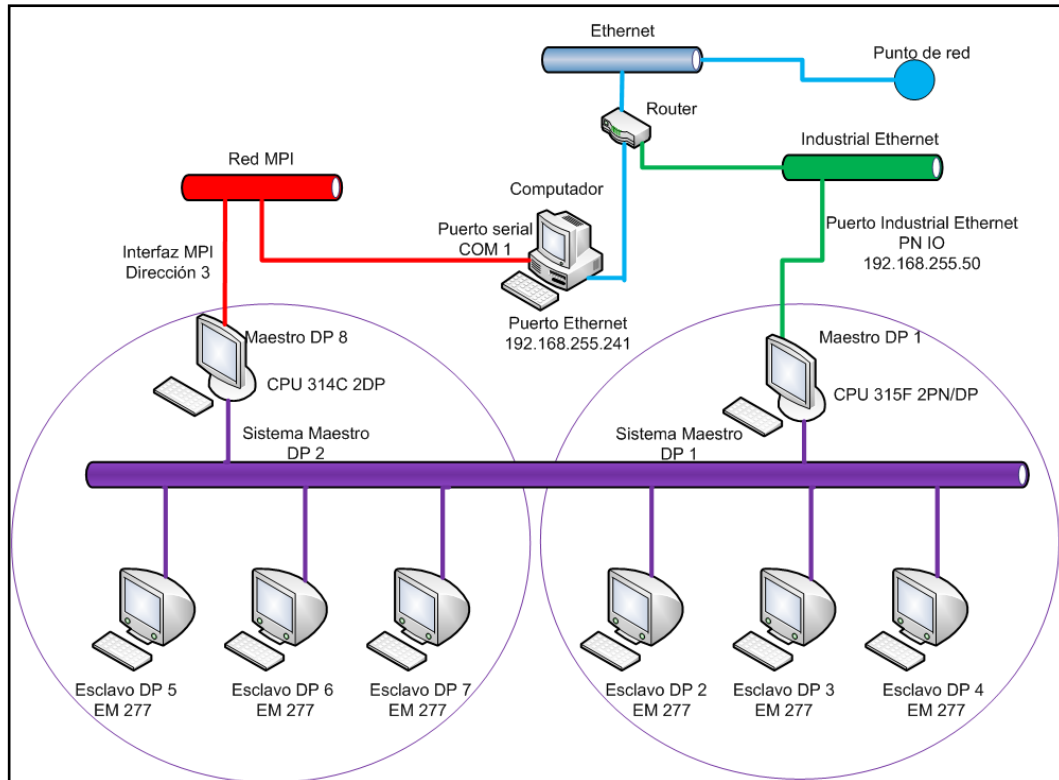 Ethernet
Punto de red
Router
Industrial Ethernet
Red MPI
Computador
Puerto serial
COM 1
Puerto Industrial Ethernet
PN IO
192.168.255.50
Interfaz MPI
Dirección 3
Puerto Ethernet
192.168.255.241
Maestro DP 8
CPU 314C 2DP
Maestro DP 1
CPU 315F 2PN/DP
Sistema Maestro
DP 2
Sistema Maestro
DP 1
Esclavo DP 5
EM 277
Esclavo DP 6
EM 277
Esclavo DP 7
EM 277
Esclavo DP 2
EM 277
Esclavo DP 3
EM 277
Esclavo DP 4
EM 277